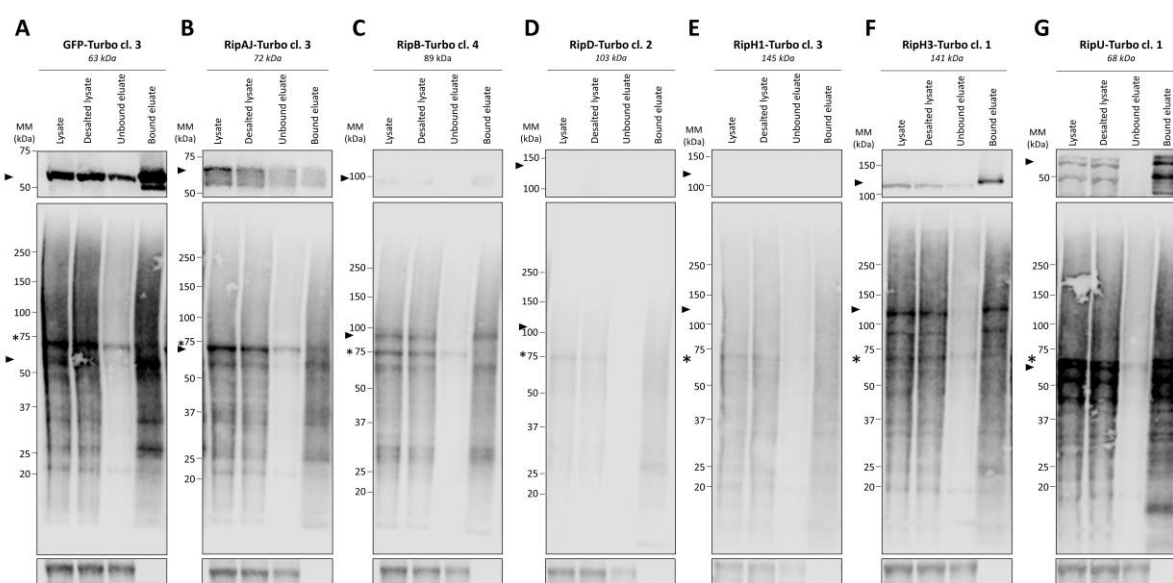 A
GFP-Turbo cl. 3
63 kDa
MM
(kDa)
Lysate
Desalted lysate
Unbound eluate
Bound eluate
75
50
250
150
100
75
*
50
37
25
20
B
RipAJ-Turbo cl. 3
72 kDa
MM
(kDa)
Lysate
Desalted lysate
Unbound eluate
Bound eluate
75
50
250
150
100
75
*
50
37
25
20
C
RipB-Turbo cl. 4
89 kDa
MM
(kDa)
Lysate
Desalted lysate
Unbound eluate
Bound eluate
100
250
150
100
* 75
50
37
25
20
D
RipD-Turbo cl. 2
103 kDa
MM
(kDa)
Lysate
Desalted lysate
Unbound eluate
Bound eluate
150
100
250
150
100
* 75
50
37
25
20
E
RipH1-Turbo cl. 3
145 kDa
MM
(kDa)
Lysate
Desalted lysate
Unbound eluate
Bound eluate
150
100
250
150
100
* 75
50
37
25
20
F
RipH3-Turbo cl. 1
141 kDa
MM
(kDa)
Lysate
Desalted lysate
Unbound eluate
Bound eluate
150
100
250
150
100
* 75
50
37
25
20
G
RipU-Turbo cl. 1
68 kDa
MM
(kDa)
Lysate
Desalted lysate
Unbound eluate
Bound eluate
50
250
150
100
* 75
50
37
25
20